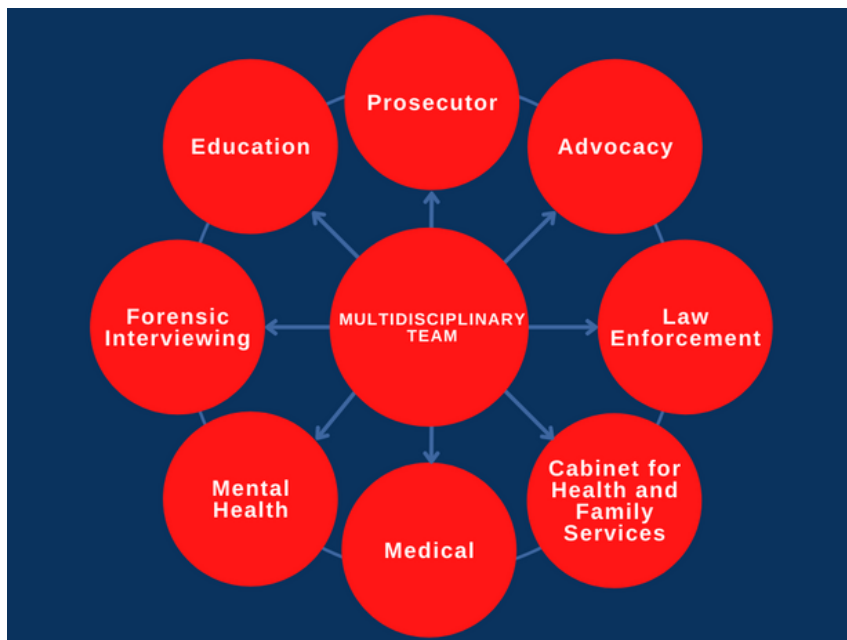 Prosecutor
Education
Advocacy
Forensic
Interviewing
MULTIDISCIPLINARY
TEAM
Law
Enforcement
Mental
Health
Medical
Cabinet for
Health and
Family
Services